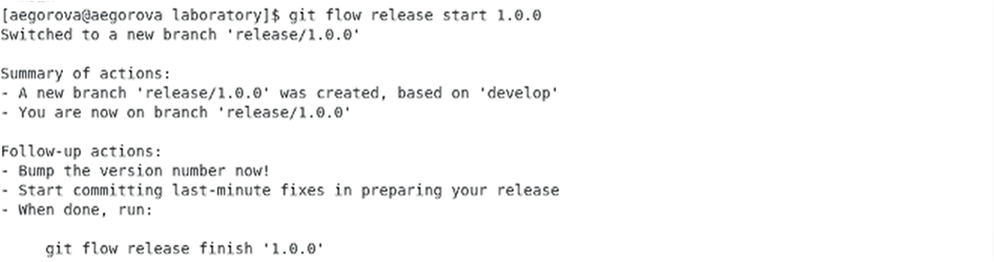 [aegorova@aegorova laboratory]$ git flow release start 1.0.0
Switched to a new branch 'release/1.0.0'
Summary of actions:
- A new branch 'release/1.0.0' was created, based on 'develop'
- You are now on branch 'release/1.0.0'
Follow-up actions:
- Bump the version number now!
- Start committing last-minute fixes in preparing your release
- When done, run:
git flow release finish '1.0.0'